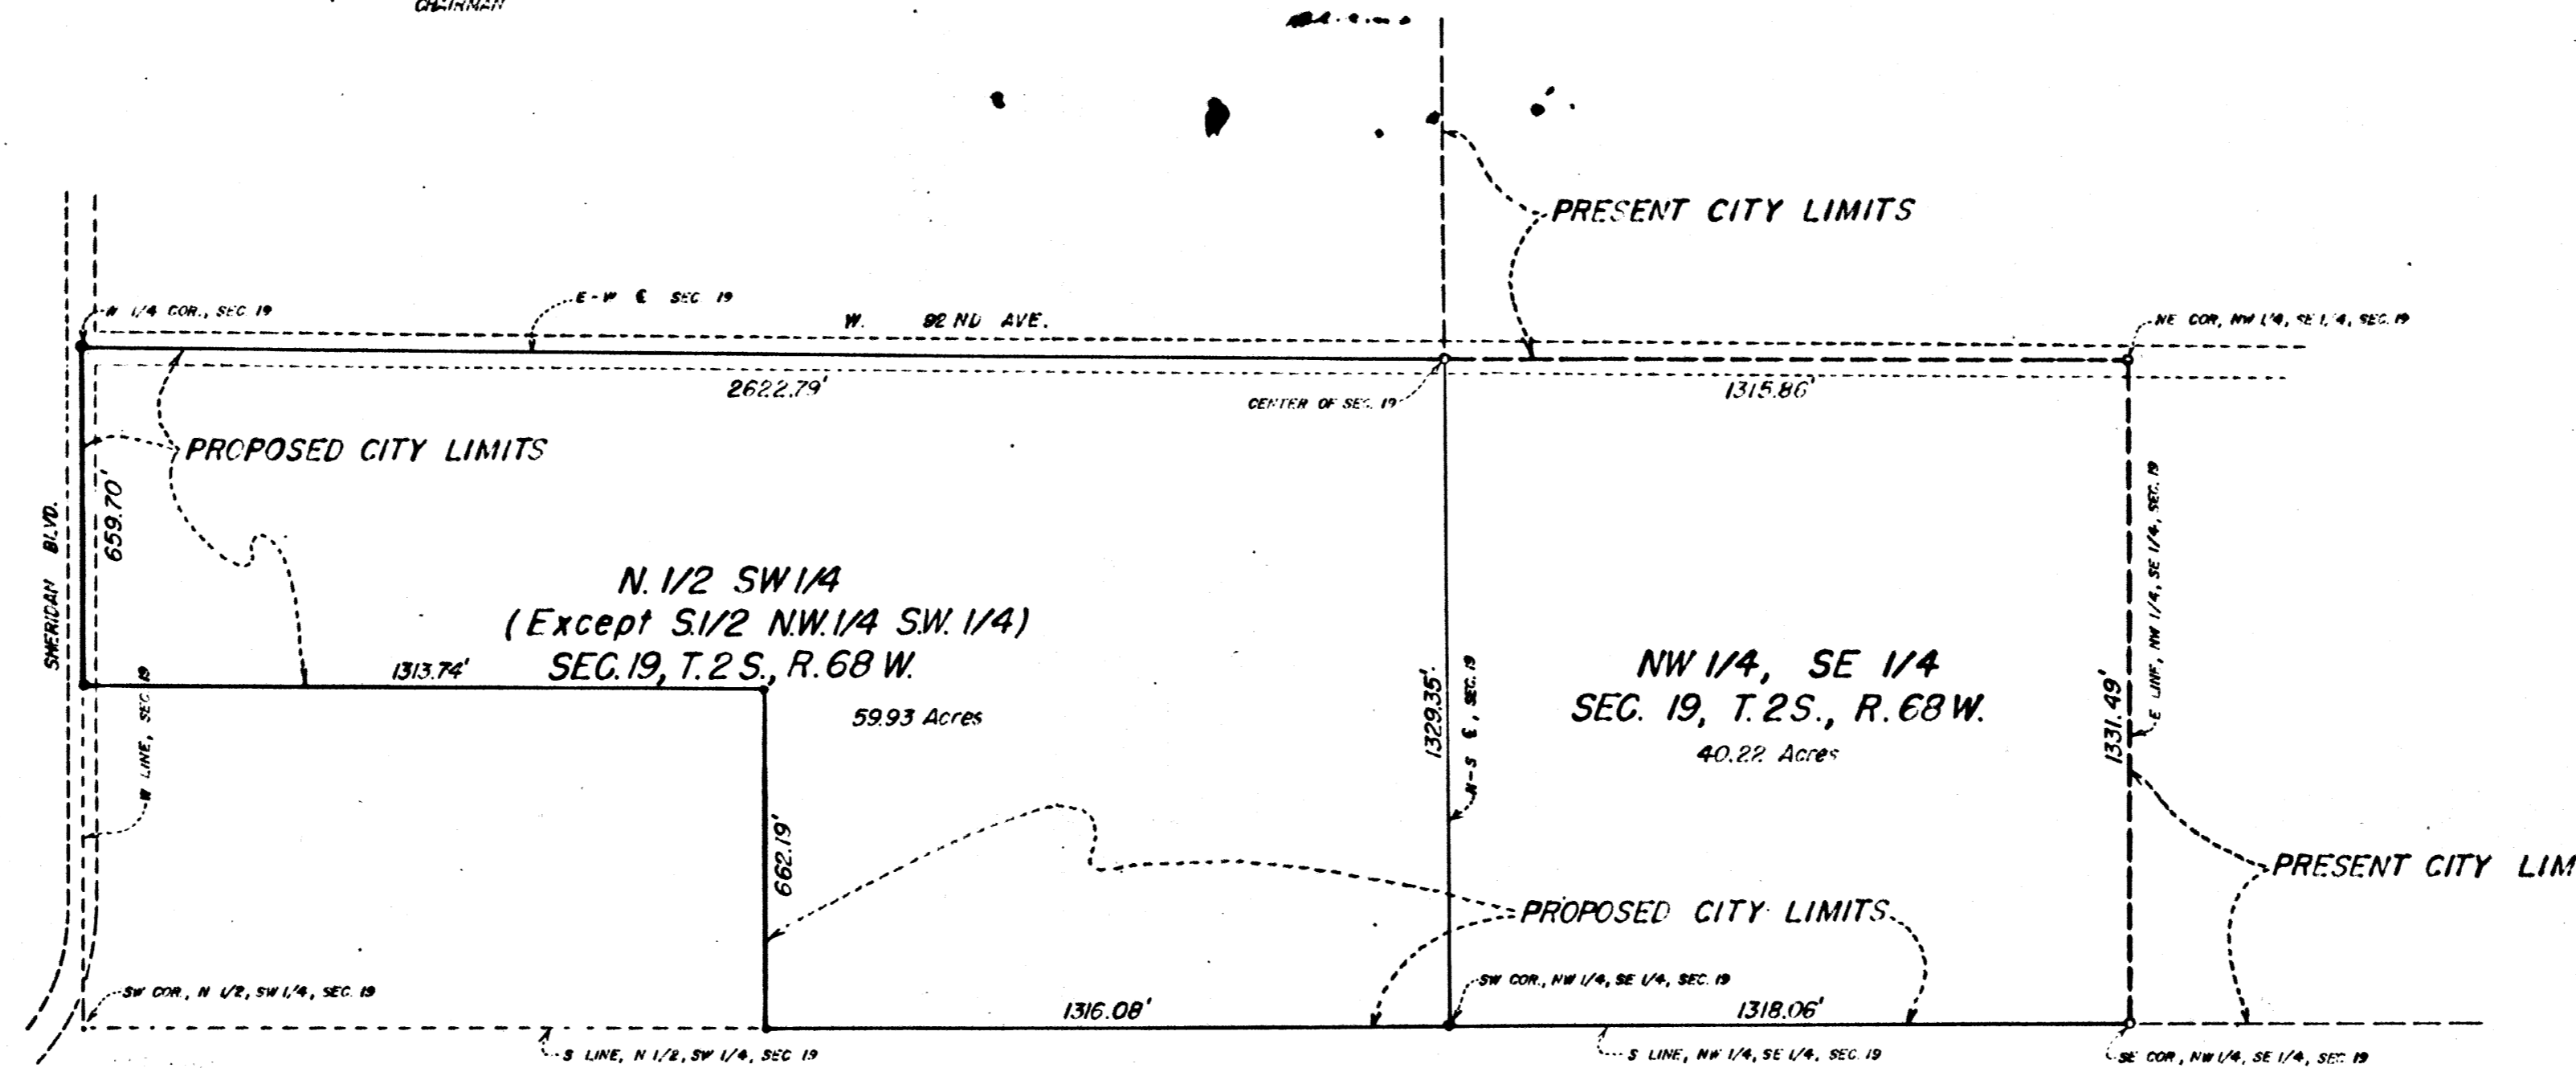 CHAIRMAN
PRESENT CITY LIMITS
W 1/4 COR., SEC. 19
E-W ℄ SEC. 19
W. 92 ND AVE.
NE COR, NW 1/4, SE 1/4, SEC. 19
2622.79'
CENTER OF SEC. 19
1315.86'
PROPOSED CITY LIMITS
659.70'
SHERIDAN BLVD.
N. 1/2 SW 1/4
(Except S.1/2 N.W. 1/4 S.W. 1/4)
SEC. 19, T. 2 S., R. 68 W.
59.93 Acres
1313.74'
W LINE, SEC. 19
1329.35'
N-S ℄, SEC. 19
NW 1/4, SE 1/4
SEC. 19, T. 2 S., R. 68 W.
40.22 Acres
1331.49'
E LINE, NW 1/4, SE 1/4, SEC. 19
662.19'
PRESENT CITY LIM
PROPOSED CITY LIMITS
SW COR., N 1/2, SW 1/4, SEC. 19
SW COR., NW 1/4, SE 1/4, SEC. 19
1316.08'
1318.06'
S LINE, N 1/2, SW 1/4, SEC 19
S LINE, NW 1/4, SE 1/4, SEC. 19
SE COR, NW 1/4, SE 1/4, SEC. 19